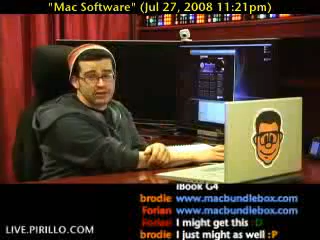 "Mac Software" (Jul 27, 2008 11:21pm)
iBook G4
brodie www.macbundlebox.com
Forian www.macbundlebox.com
Forian I might get this :D
brodie I just might as well :P
LIVE.PIRILLO.COM